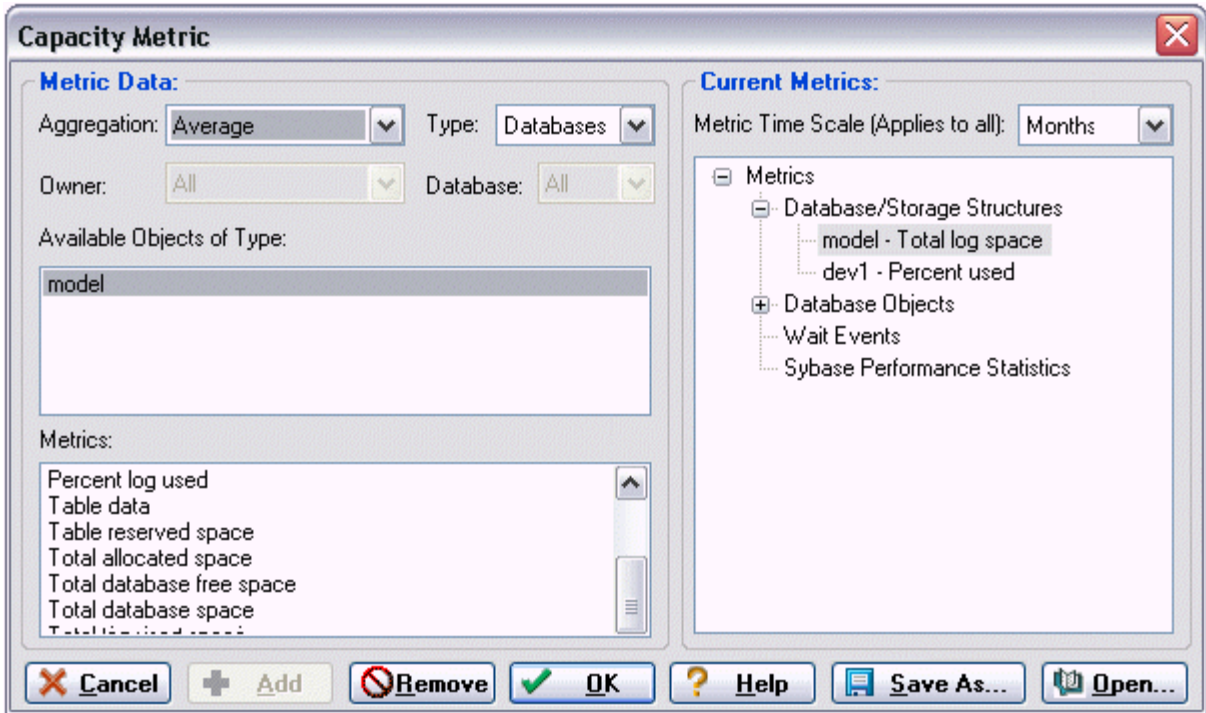 Capacity Metric
Metric Data:
Aggregation: Average Type: Databases
Owner: All Database: All
Available Objects of Type:
model
Metrics:
Percent log used
Table data
Table reserved space
Total allocated space
Total database free space
Total database space
Current Metrics:
Metric Time Scale (Applies to all): Months
Metrics
Database/Storage Structures
model - Total log space
dev1 - Percent used
Database Objects
Wait Events
Sybase Performance Statistics
Cancel Add Remove OK Help Save As... Open...